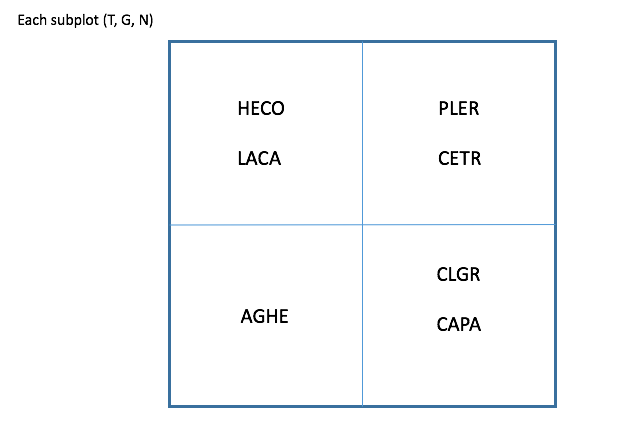 Each subplot (T, G, N)
HECO
LACA
PLER
CETR
AGHE
CLGR
CAPA